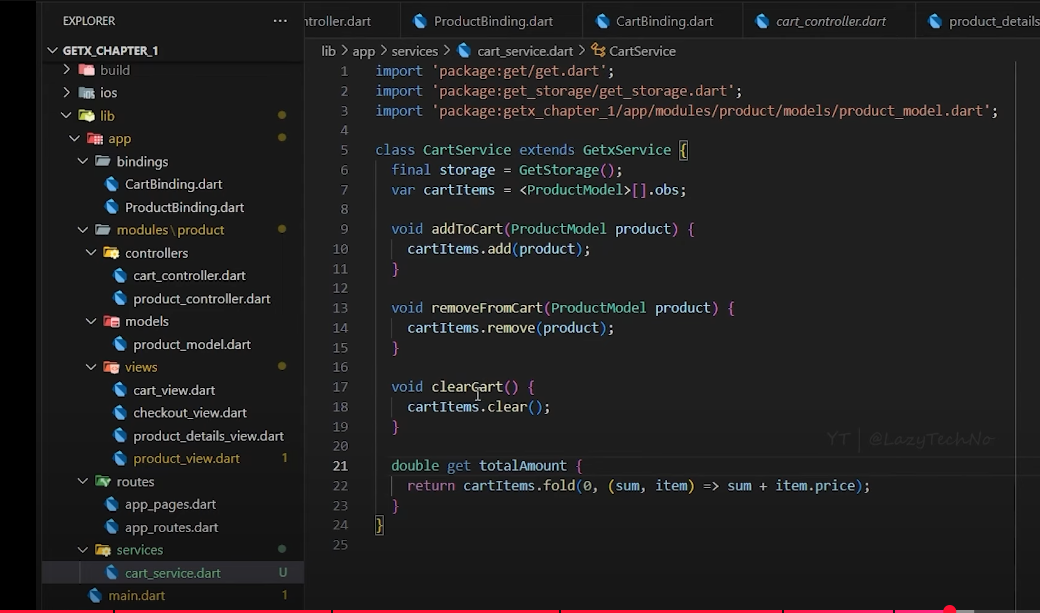 EXPLORER ...
GETX_CHAPTER_1
build
ios
lib
app
bindings
CartBinding.dart
ProductBinding.dart
modules\product
controllers
cart_controller.dart
product_controller.dart
models
product_model.dart
views
cart_view.dart
checkout_view.dart
product_details_view.dart
product_view.dart 1
routes
app_pages.dart
app_routes.dart
services
cart_service.dart U
main.dart 1
ntroller.dart ProductBinding.dart CartBinding.dart cart_controller.dart product_details
lib > app > services > cart_service.dart > CartService
1 import 'package:get/get.dart';
2 import 'package:get_storage/get_storage.dart';
3 import 'package:getx_chapter_1/app/modules/product/models/product_model.dart';
4
5 class CartService extends GetxService {
6 final storage = GetStorage();
7 var cartItems = <ProductModel>[].obs;
8
9 void addToCart(ProductModel product) {
10 cartItems.add(product);
11 }
12
13 void removeFromCart(ProductModel product) {
14 cartItems.remove(product);
15 }
16
17 void clearCart() {
18 cartItems.clear();
19 }
20
21 double get totalAmount {
22 return cartItems.fold(0, (sum, item) => sum + item.price);
23 }
24 }
25
YT | @LazyTechNo